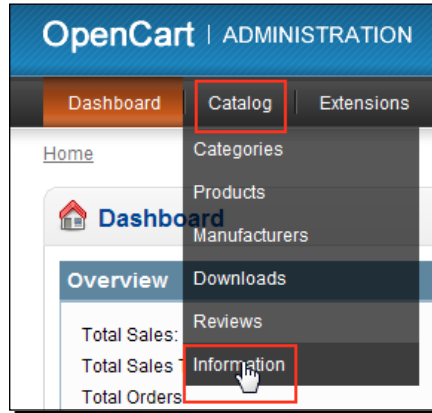 OpenCart | ADMINISTRATION
Dashboard Catalog Extensions
Home
Categories
Products
Dashboard
Manufacturers
Overview Downloads
Reviews
Total Sales:
Total Sales Information
Total Orders